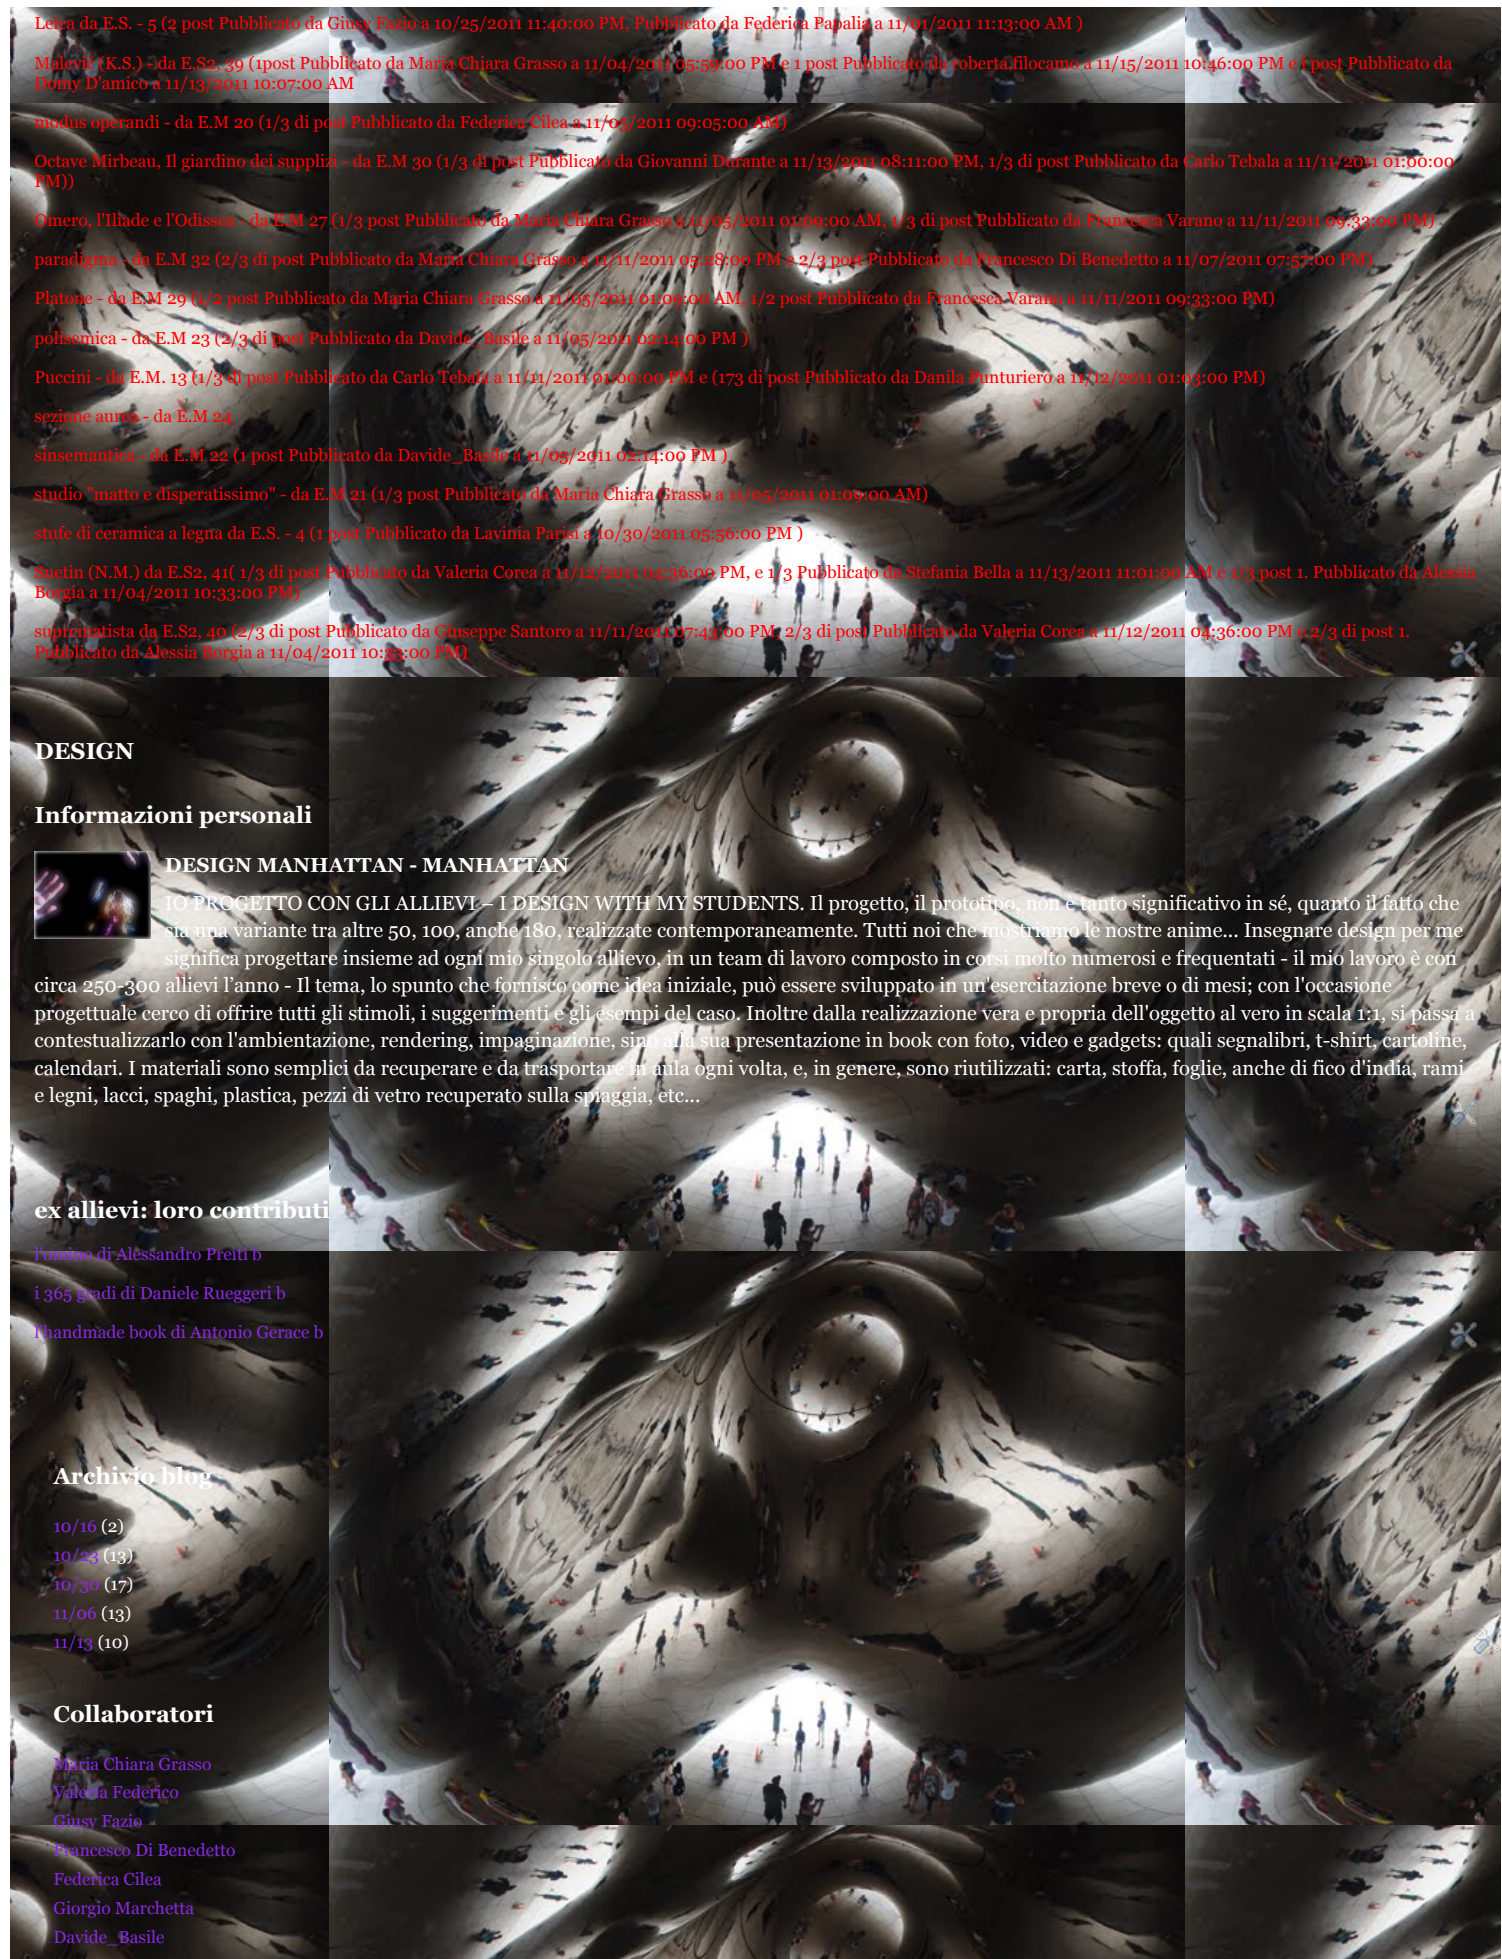 Leica da E.S. - 5 (2 post Pubblicato da Giusy Fazio a 10/25/2011 11:40:00 PM, Pubblicato da Federica Papalia a 11/01/2011 11:13:00 AM )
Malevič (K.S.) - da E.S2, 39 (1post Pubblicato da Maria Chiara Grasso a 11/04/2011 05:59:00 PM e 1 post Pubblicato da roberta.filocamo a 11/15/2011 10:46:00 PM e i post Pubblicato da
Domy D'amico a 11/13/2011 10:07:00 AM
modus operandi - da E.M 20 (1/3 di post Pubblicato da Federica Cilea a 11/05/2011 09:05:00 AM)
Octave Mirbeau, Il giardino dei supplizi - da E.M 30 (1/3 di post Pubblicato da Giovanni Durante a 11/13/2011 08:11:00 PM, 1/3 di post Pubblicato da Carlo Tebala a 11/11/2011 01:00:00
PM))
Omero, l'Iliade e l'Odissea - da E.M 27 (1/3 post Pubblicato da Maria Chiara Grasso a 11/05/2011 01:09:00 AM, 1/3 di post Pubblicato da Francesca Varano a 11/11/2011 09:33:00 PM)
paradigma - da E.M 32 (2/3 di post Pubblicato da Maria Chiara Grasso a 11/11/2011 05:28:00 PM e 2/3 post Pubblicato da Francesco Di Benedetto a 11/07/2011 07:57:00 PM)
Platone - da E.M 29 (1/2 post Pubblicato da Maria Chiara Grasso a 11/05/2011 01:09:00 AM, 1/2 post Pubblicato da Francesca Varano a 11/11/2011 09:33:00 PM)
polisemica - da E.M 23 (2/3 di post Pubblicato da Davide_Basile a 11/05/2011 02:14:00 PM )
Puccini - da E.M. 13 (1/3 di post Pubblicato da Carlo Tebala a 11/11/2011 01:00:00 PM e (173 di post Pubblicato da Danila Punturiero a 11/12/2011 01:03:00 PM)
sezione aurea - da E.M 24
sinsemantica - da E.M 22 (1 post Pubblicato da Davide_Basile a 11/05/2011 02:14:00 PM )
studio "matto e disperatissimo" - da E.M 21 (1/3 post Pubblicato da Maria Chiara Grasso a 11/05/2011 01:09:00 AM)
stufe di ceramica a legna da E.S. - 4 (1 post Pubblicato da Lavinia Parisi a 10/30/2011 05:56:00 PM )
Suetin (N.M.) da E.S2, 41( 1/3 di post Pubblicato da Valeria Corea a 11/12/2011 04:36:00 PM, e 1/3 Pubblicato da Stefania Bella a 11/13/2011 11:01:00 AM e 1/3 post 1. Pubblicato da Alessia
Borgia a 11/04/2011 10:33:00 PM)
suprematista da E.S2, 40 (2/3 di post Pubblicato da Giuseppe Santoro a 11/11/2011 07:43:00 PM, 2/3 di post Pubblicato da Valeria Corea a 11/12/2011 04:36:00 PM e 2/3 di post 1.
Pubblicato da Alessia Borgia a 11/04/2011 10:33:00 PM)
DESIGN
Informazioni personali
DESIGN MANHATTAN - MANHATTAN
IO PROGETTO CON GLI ALLIEVI – I DESIGN WITH MY STUDENTS. Il progetto, il prototipo, non è tanto significativo in sé, quanto il fatto che
sia una variante tra altre 50, 100, anche 180, realizzate contemporaneamente. Tutti noi che mostriamo le nostre anime... Insegnare design per me
significa progettare insieme ad ogni mio singolo allievo, in un team di lavoro composto in corsi molto numerosi e frequentati - il mio lavoro è con
circa 250-300 allievi l'anno - Il tema, lo spunto che fornisco come idea iniziale, può essere sviluppato in un'esercitazione breve o di mesi; con l'occasione
progettuale cerco di offrire tutti gli stimoli, i suggerimenti e gli esempi del caso. Inoltre dalla realizzazione vera e propria dell'oggetto al vero in scala 1:1, si passa a
contestualizzarlo con l'ambientazione, rendering, impaginazione, sino alla sua presentazione in book con foto, video e gadgets: quali segnalibri, t-shirt, cartoline,
calendari. I materiali sono semplici da recuperare e da trasportare in aula ogni volta, e, in genere, sono riutilizzati: carta, stoffa, foglie, anche di fico d'india, rami
e legni, lacci, spaghi, plastica, pezzi di vetro recuperato sulla spiaggia, etc...
ex allievi: loro contributi
l'omino di Alessandro Preiti b
i 365 gradi di Daniele Rueggeri b
l'handmade book di Antonio Gerace b
Archivio blog
10/16 (2)
10/23 (13)
10/30 (17)
11/06 (13)
11/13 (10)
Collaboratori
Maria Chiara Grasso
Valeria Federico
Giusy Fazio
Francesco Di Benedetto
Federica Cilea
Giorgio Marchetta
Davide_Basile